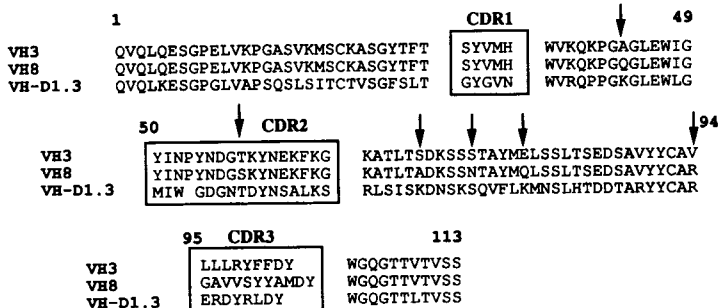 1 CDR1 49
VH3 QVQLQESGPELVKPGASVKMSCKASGYTFT SYVMH WVKQKPGAGLEWIG
VH8 QVQLQESGPELVKPGASVKMSCKASGYTFT SYVMH WVKQKPGQGLEWIG
VH-D1.3 QVQLKESGPGLVAPSQSLSITCTVSGFSLT GYGVN WVRQPPGKGLEWLG
50 CDR2 94
VH3 YINPYNDGTKYNEKFKG KATLTSDKSSSTAYMELSSLTSEDSAVYYCAV
VH8 YINPYNDGSKYNEKFKG KATLTADKSSNTAYMQLSSLTSEDSAVYYCAR
VH-D1.3 MIW GDGNTDYNSALKS RLSISKDNSKSQVFLKMNSLHTDDTARYYCAR
95 CDR3 113
VH3 LLLRYFFDY WGQGTTVTVSS
VH8 GAVVSYYAMDY WGQGTTVTVSS
VH-D1.3 ERDYRLDY WGQGTTLTVSS